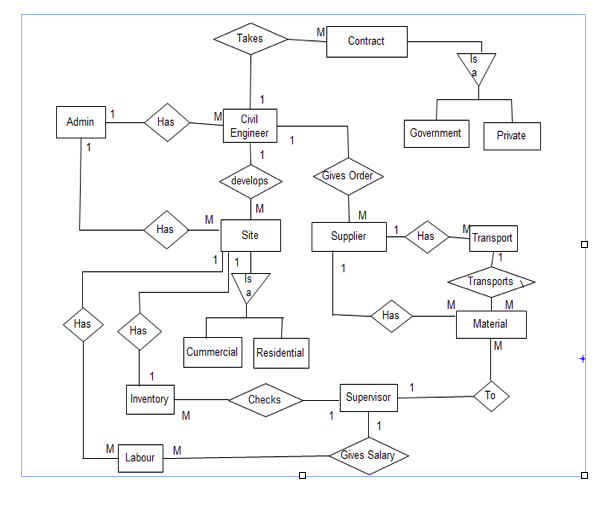 Takes
M
Contract
Is
a
Government
Private
1
Admin
1
Has
M
Civil
Engineer
1
1
1
develops
Gives Order
M
M
Has
M
Site
Supplier
1
Has
M
Transport
1
1
Is
a
1
1
Transports
M
M
Has
Has
Has
Material
Cummercial
Residential
M
1
Inventory
M
Checks
1
Supervisor
1
To
1
M
Labour
M
Gives Salary